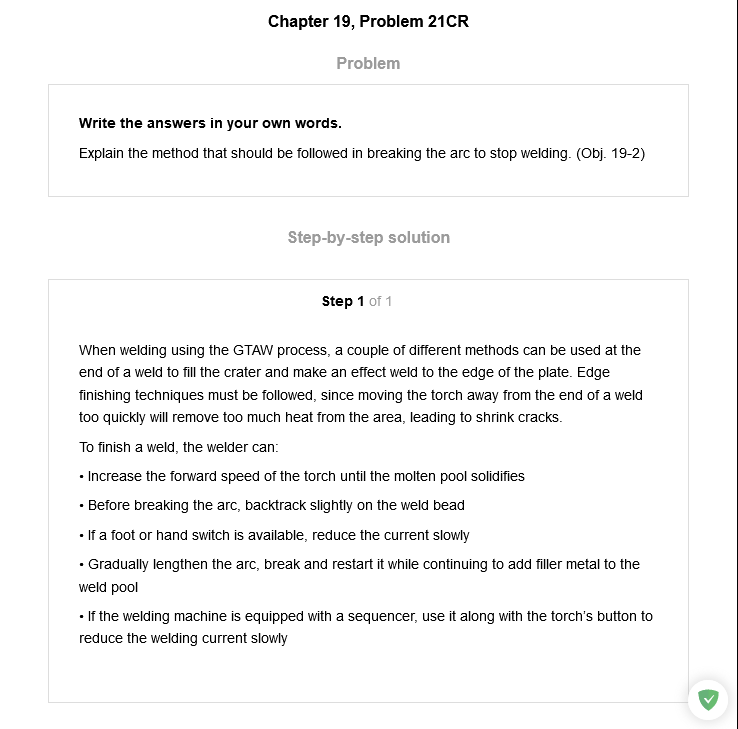 Chapter 19, Problem 21CR
Problem
Write the answers in your own words.
Explain the method that should be followed in breaking the arc to stop welding. (Obj. 19-2)
Step-by-step solution
Step 1 of 1
When welding using the GTAW process, a couple of different methods can be used at the
end of a weld to fill the crater and make an effect weld to the edge of the plate. Edge
finishing techniques must be followed, since moving the torch away from the end of a weld
too quickly will remove too much heat from the area, leading to shrink cracks.
To finish a weld, the welder can:
• Increase the forward speed of the torch until the molten pool solidifies
• Before breaking the arc, backtrack slightly on the weld bead
• If a foot or hand switch is available, reduce the current slowly
• Gradually lengthen the arc, break and restart it while continuing to add filler metal to the
weld pool
• If the welding machine is equipped with a sequencer, use it along with the torch's button to
reduce the welding current slowly